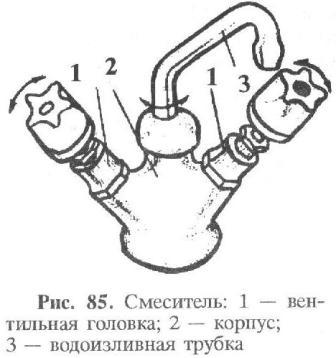 1 2 1 3
Рис. 85. Смеситель: 1 — вен-
тильная головка; 2 — корпус;
3 — водоизливная трубка